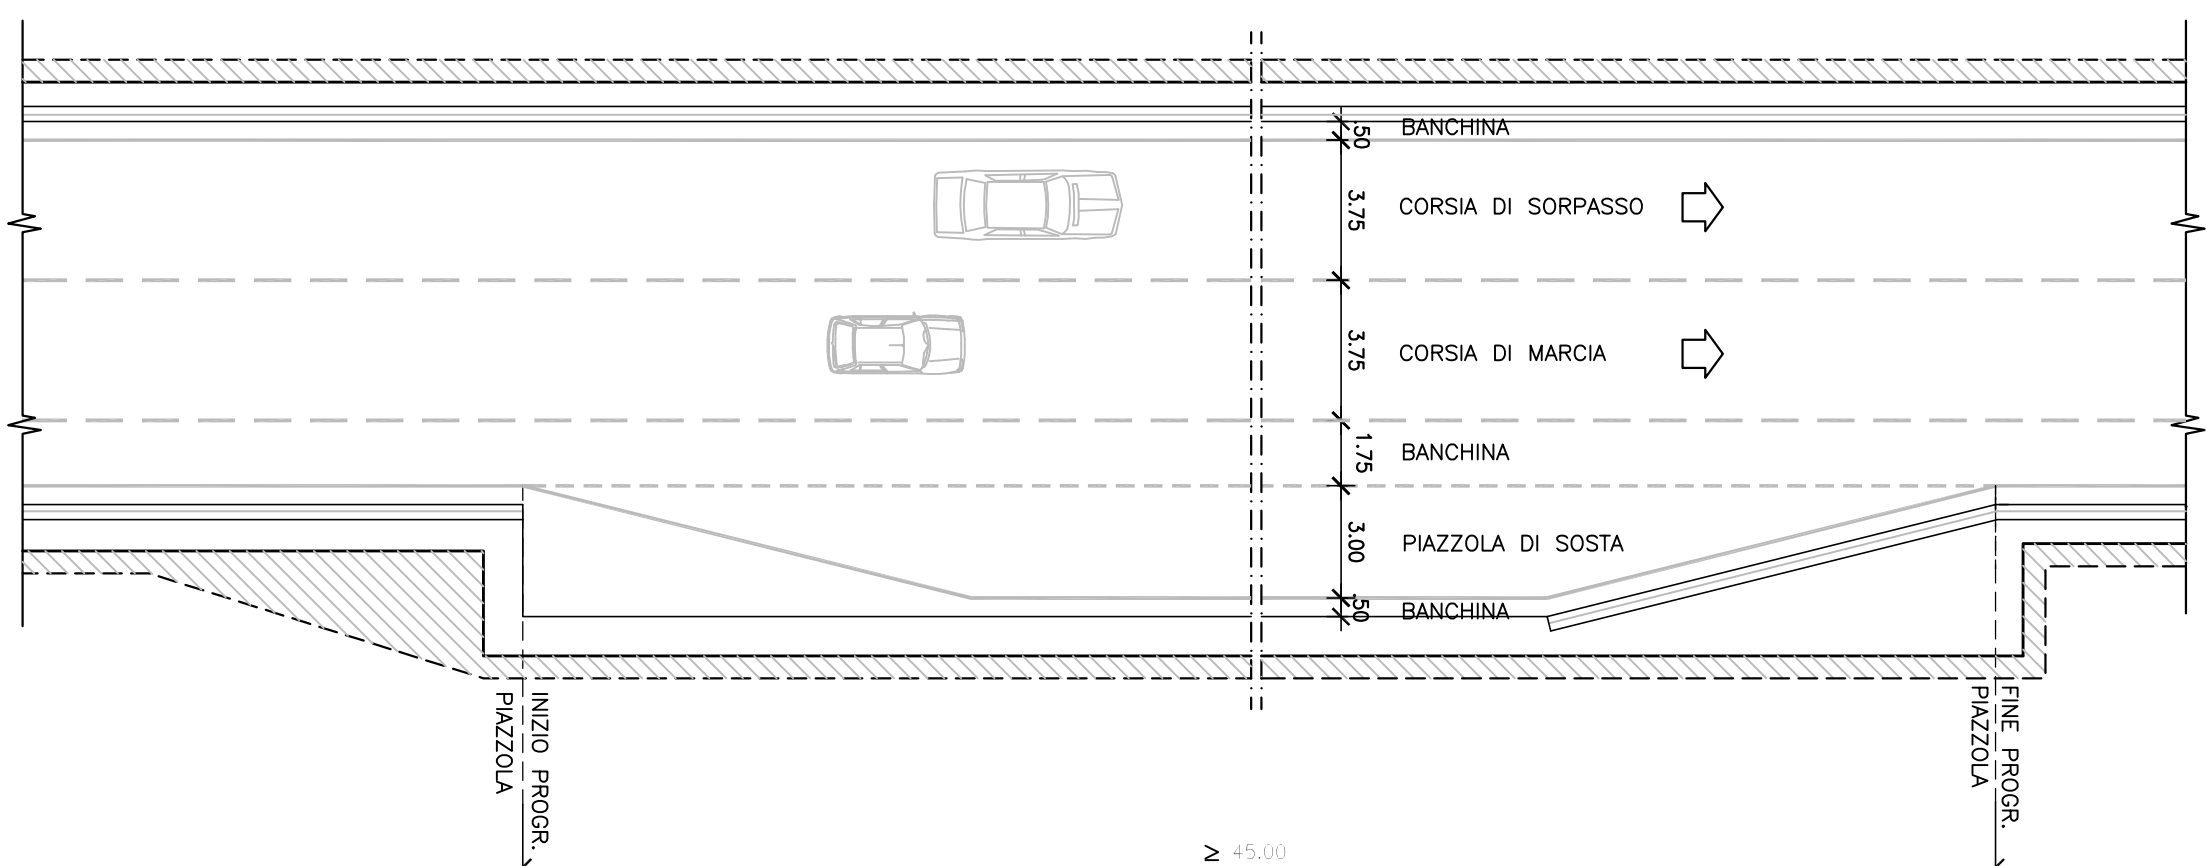 .50 BANCHINA
3.75 CORSIA DI SORPASSO
3.75 CORSIA DI MARCIA
1.75 BANCHINA
3.00 PIAZZOLA DI SOSTA
.50 BANCHINA
INIZIO PROGR.
PIAZZOLA
FINE PROGR.
PIAZZOLA
≥ 45.00